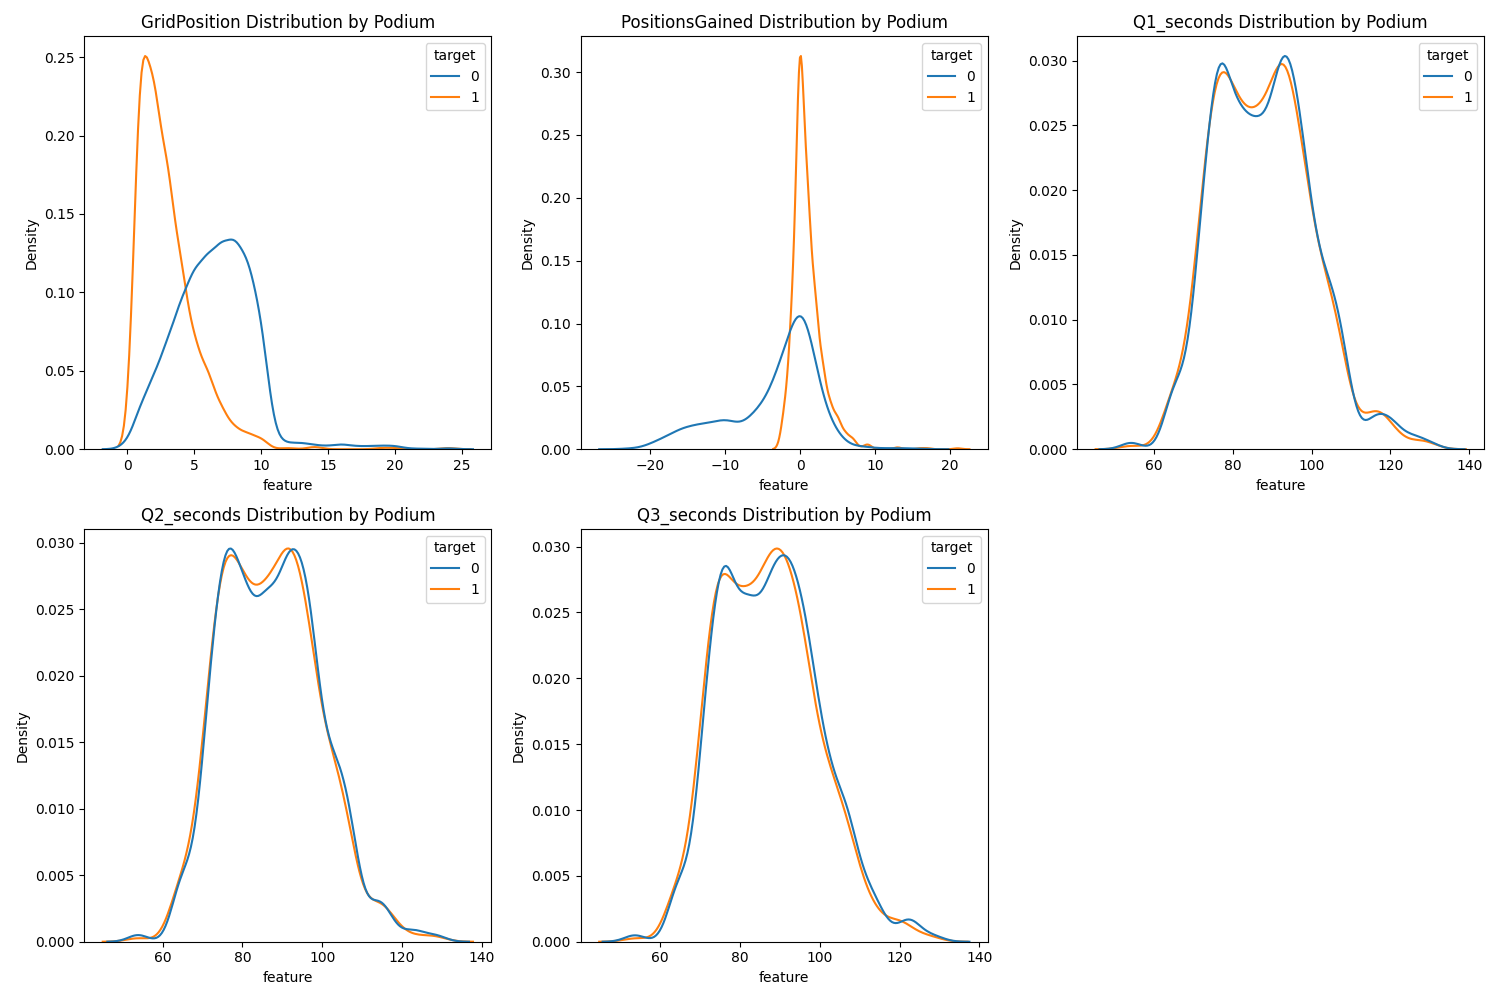 GridPosition Distribution by Podium
target
0
1
0.25
0.20
0.15
0.10
0.05
0.00
Density
0 5 10 15 20 25
feature
PositionsGained Distribution by Podium
target
0
1
0.30
0.25
0.20
0.15
0.10
0.05
0.00
Density
−20 −10 0 10 20
feature
Q1_seconds Distribution by Podium
target
0
1
0.030
0.025
0.020
0.015
0.010
0.005
0.000
Density
60 80 100 120 140
feature
Q2_seconds Distribution by Podium
target
0
1
0.030
0.025
0.020
0.015
0.010
0.005
0.000
Density
60 80 100 120 140
feature
Q3_seconds Distribution by Podium
target
0
1
0.030
0.025
0.020
0.015
0.010
0.005
0.000
Density
60 80 100 120 140
feature